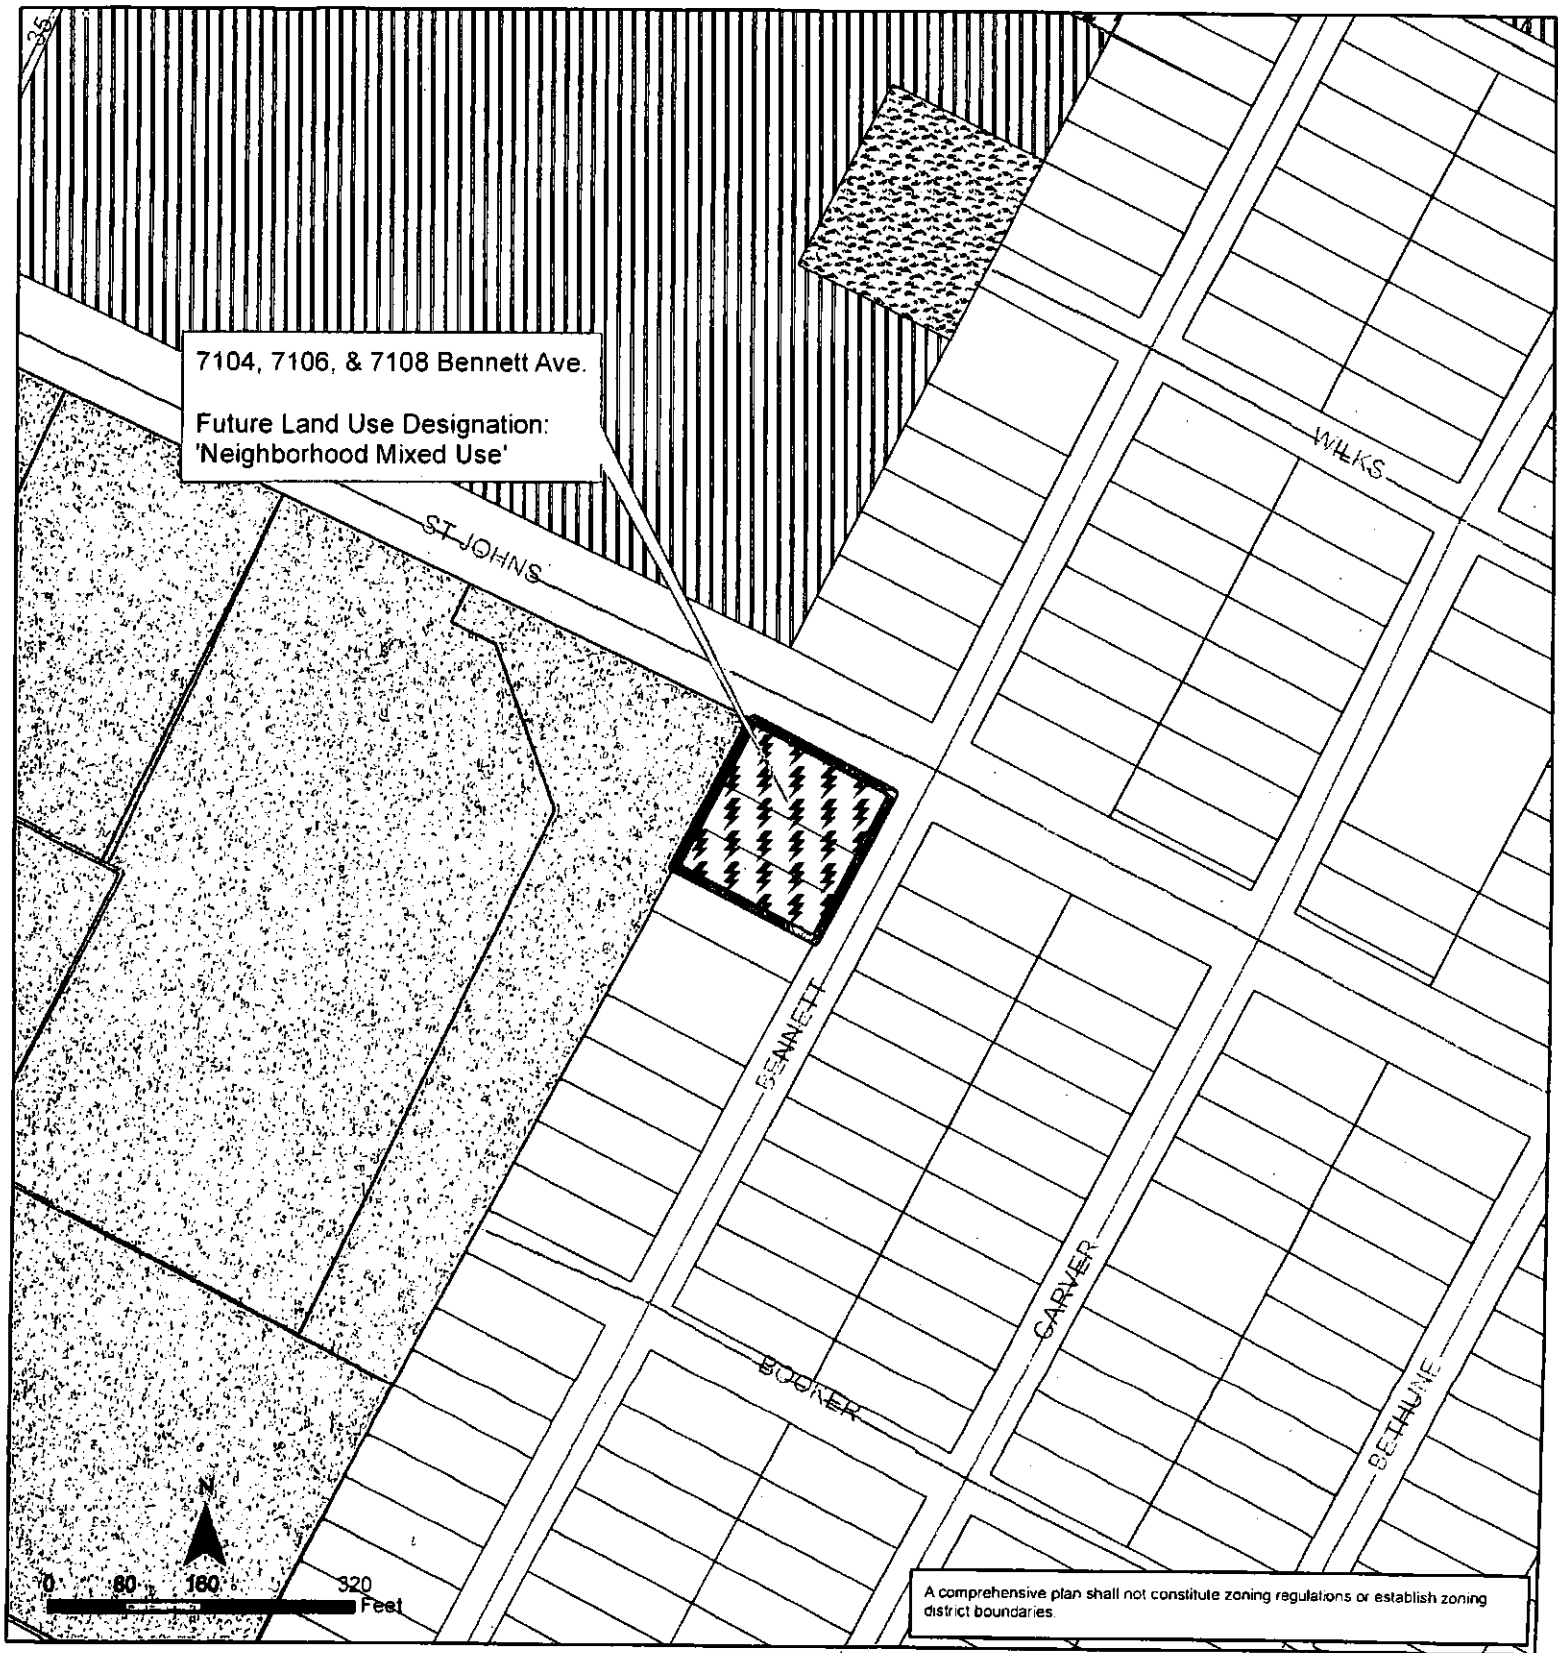 35
7104, 7106, & 7108 Bennett Ave.
Future Land Use Designation:
'Neighborhood Mixed Use'
WILKS
ST JOHNS
BENNETT
CARVER
BOOKER
BETHUNE
N
0 80 160 320
Feet
A comprehensive plan shall not constitute zoning regulations or establish zoning
district boundaries.